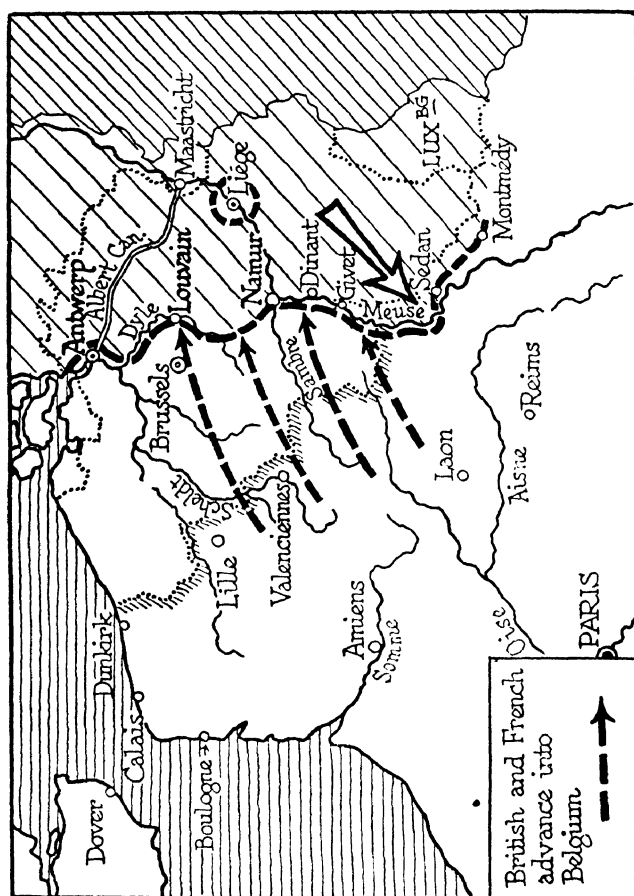 Dover
Dunkirk
Calais
Boulogne
Antwerp
Albert Can.
Maastricht
Dyle
Louvain
Liége
Brussels
Scheldt
Lille
Valenciennes
Namur
Dinant
Givet
Sambre
Meuse
Sedan
LUX BG
Montmédy
Amiens
Somme
Laon
Oise
Aisne
Reims
PARIS
British and French
advance into
Belgium